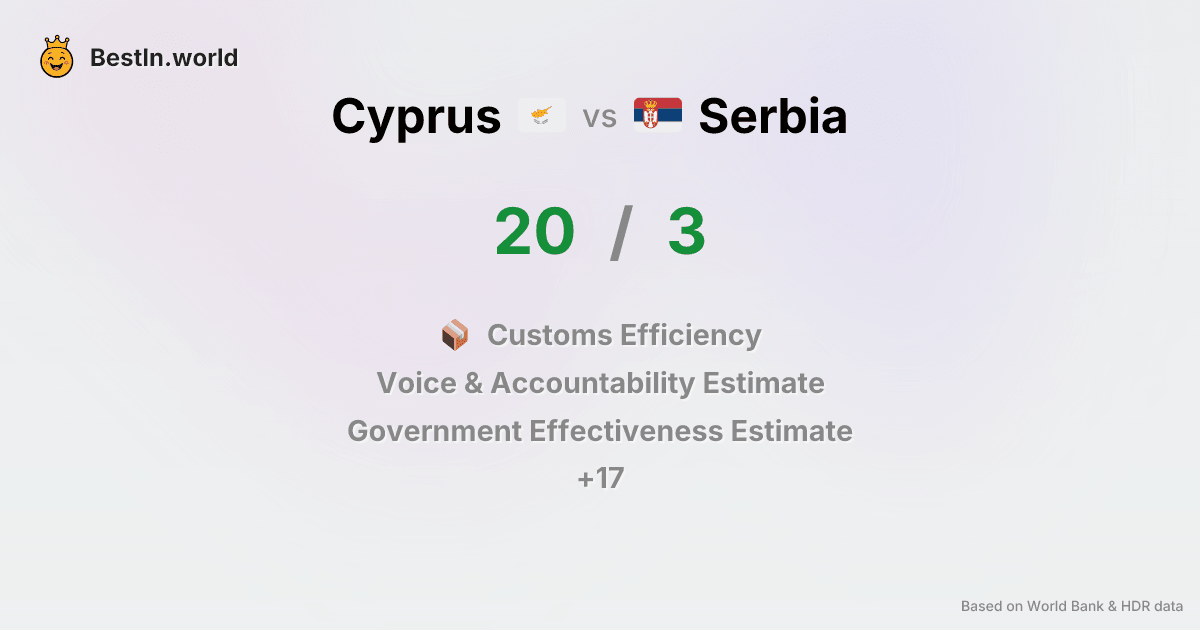 BestIn.world
Cyprus vs Serbia
20 / 3
Customs Efficiency
Voice & Accountability Estimate
Government Effectiveness Estimate
+17
Based on World Bank & HDR data